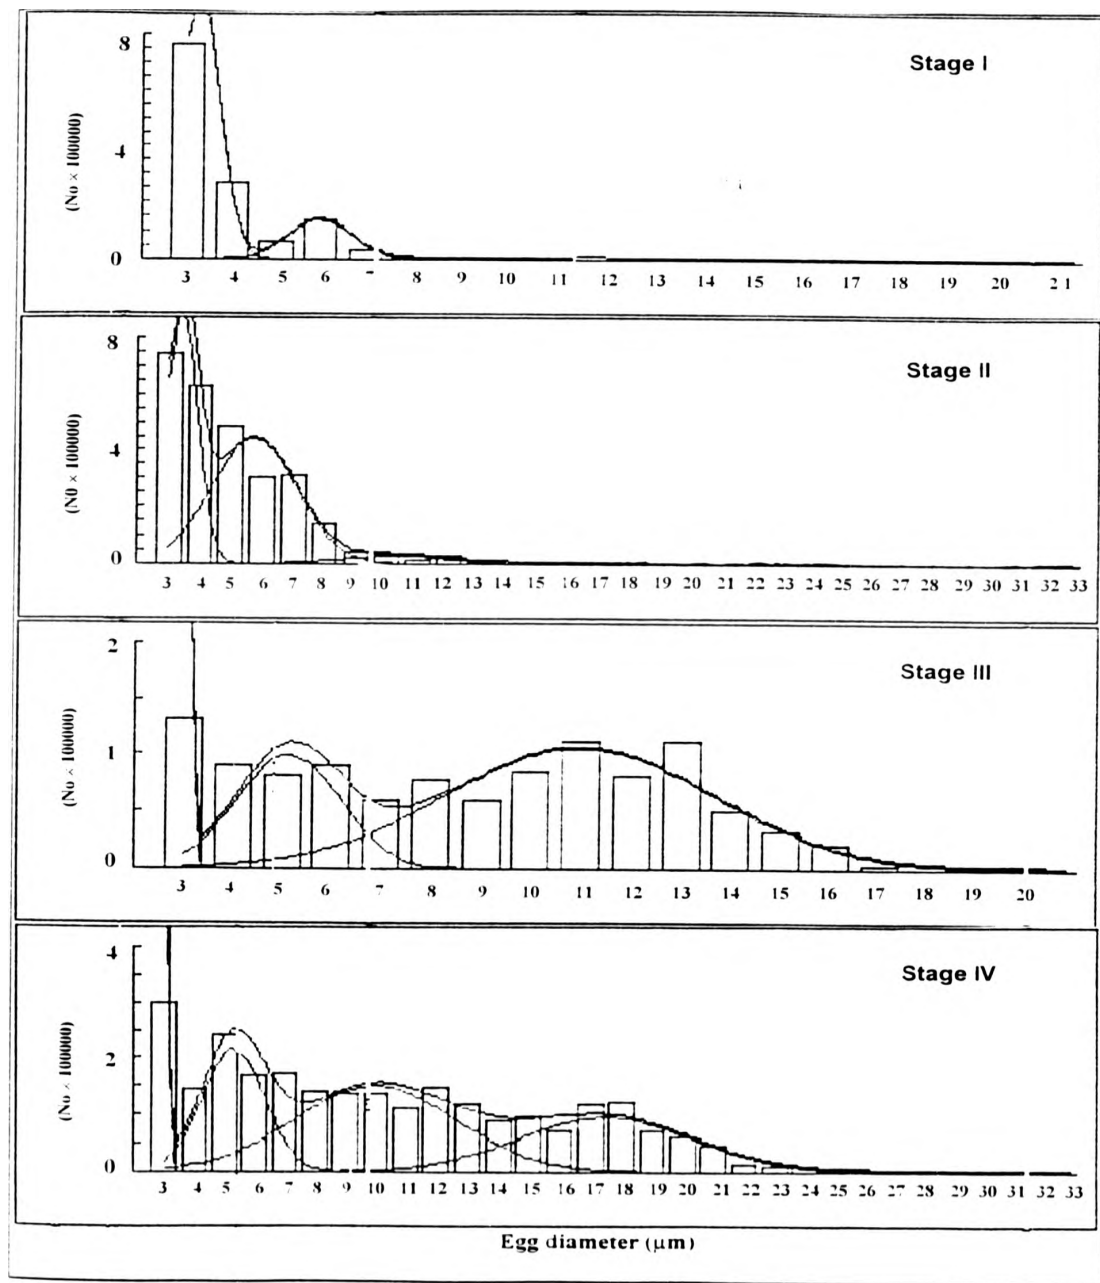 Stage I
(No × 100000)
8
4
0
3 4 5 6 7 8 9 10 11 12 13 14 15 16 17 18 19 20 21
Stage II
(N0 × 100000)
8
4
0
3 4 5 6 7 8 9 10 11 12 13 14 15 16 17 18 19 20 21 22 23 24 25 26 27 28 29 30 31 32 33
Stage III
(No × 100000)
2
1
0
3 4 5 6 7 8 9 10 11 12 13 14 15 16 17 18 19 20
Stage IV
(No × 100000)
4
2
0
3 4 5 6 7 8 9 10 11 12 13 14 15 16 17 18 19 20 21 22 23 24 25 26 27 28 29 30 31 32 33
Egg diameter (µm)